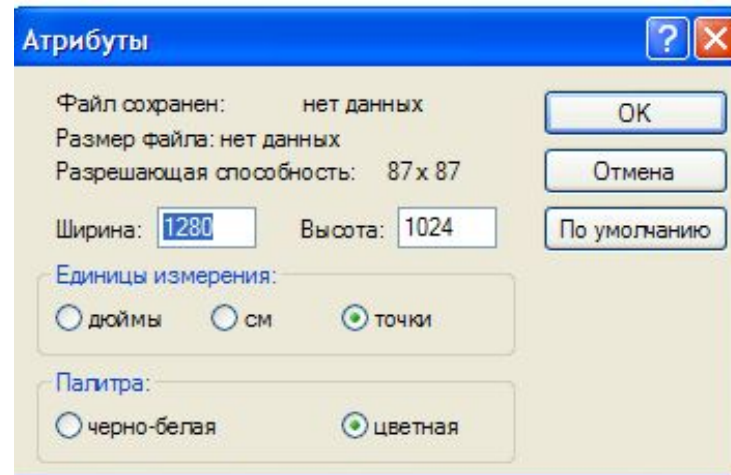 Атрибуты
Файл сохранен: нет данных
Размер файла: нет данных
Разрешающая способность: 87 x 87
Ширина: 1280 Высота: 1024
Единицы измерения:
дюймы см точки
Палитра:
черно-белая цветная
OK
Отмена
По умолчанию